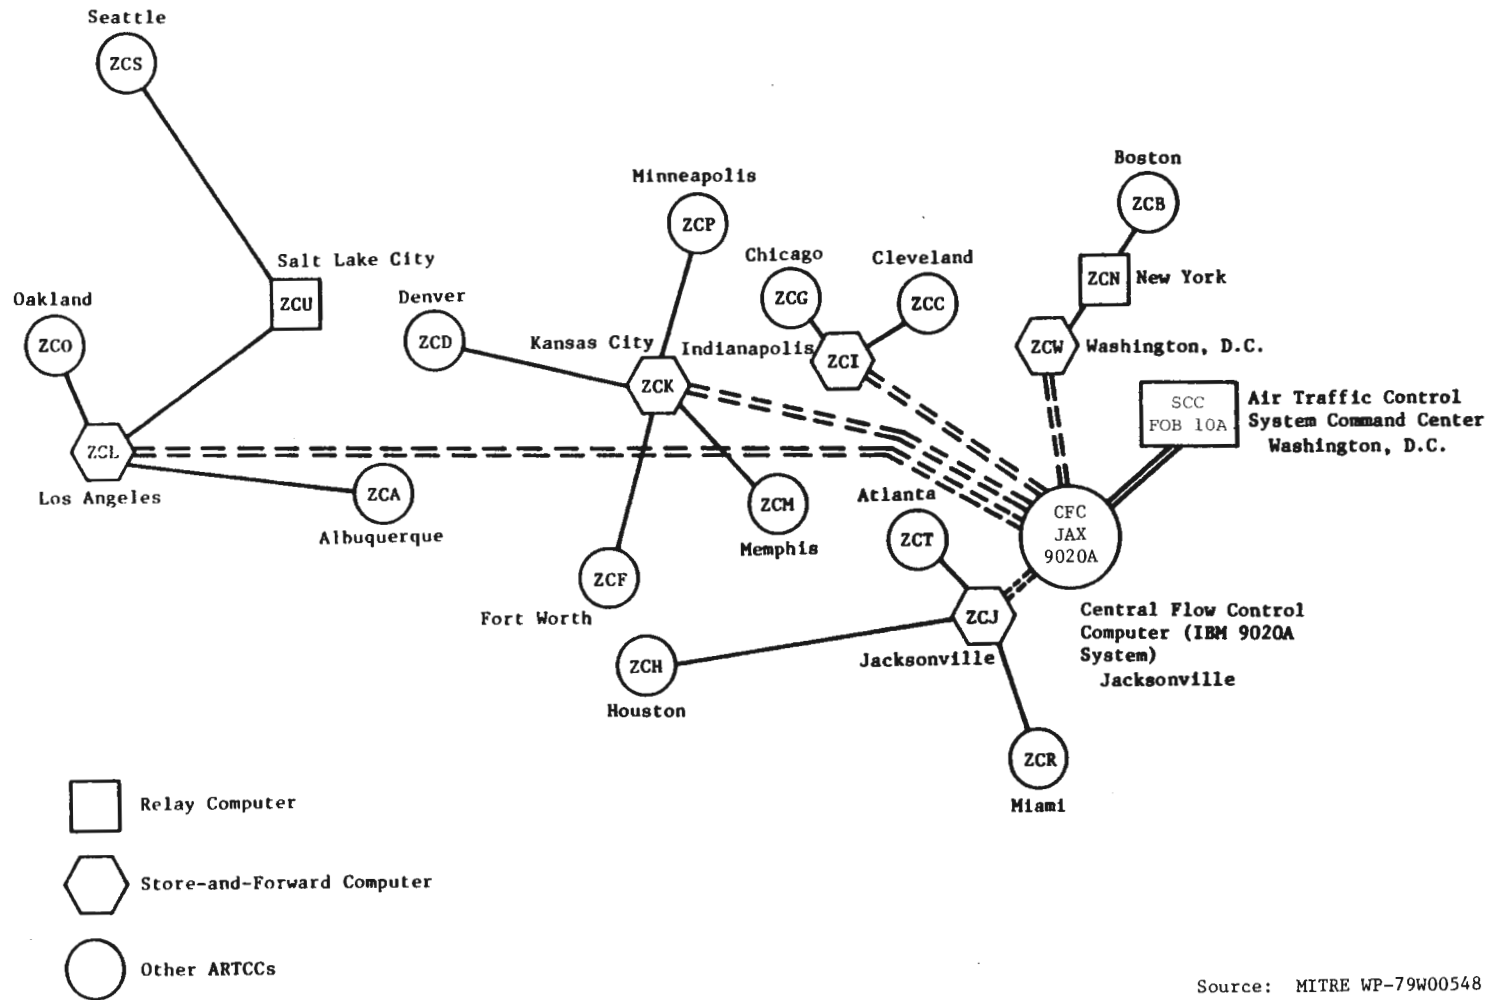 Seattle
ZCS
Boston
ZCB
Minneapolis
ZCP
Salt Lake City
ZCU
Chicago
ZCG
Cleveland
ZCC
ZCN New York
Oakland
ZCO
Denver
ZCD
Kansas City
ZCK
Indianapolis
ZCI
ZCW Washington, D.C.
SCC
FOB 10A
Air Traffic Control
System Command Center
Washington, D.C.
ZCL
Los Angeles
ZCA
Albuquerque
ZCM
Memphis
Atlanta
ZCT
CFC
JAX
9020A
ZCF
Fort Worth
ZCJ
Jacksonville
Central Flow Control
Computer (IBM 9020A
System)
Jacksonville
ZCH
Houston
ZCR
Miami
Relay Computer
Store-and-Forward Computer
Other ARTCCs
Source: MITRE WP-79W00548